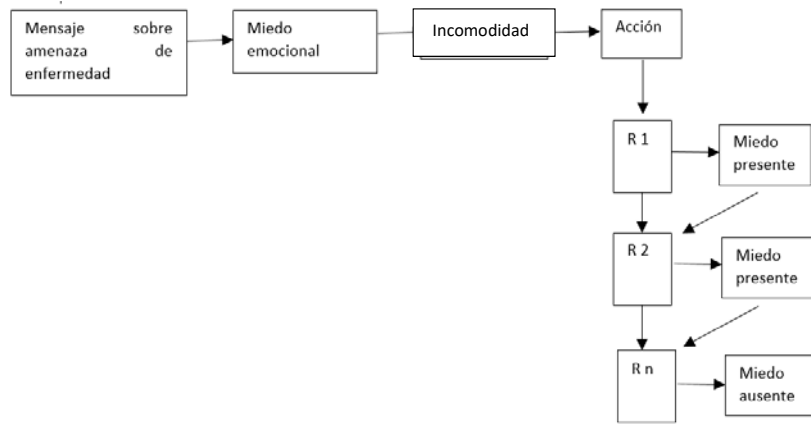 Mensaje sobre
amenaza de
enfermedad
Miedo
emocional
Incomodidad
Acción
R 1
Miedo
presente
R 2
Miedo
presente
R n
Miedo
ausente